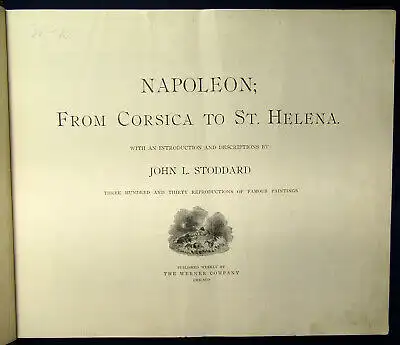 NAPOLEON;
FROM CORSICA TO ST. HELENA.
WITH AN INTRODUCTION AND DESCRIPTIONS BY
JOHN L. STODDARD
THREE HUNDRED AND THIRTY REPRODUCTIONS OF FAMOUS PAINTINGS
PUBLISHED WEEKLY BY
THE WERNER COMPANY
CHICAGO